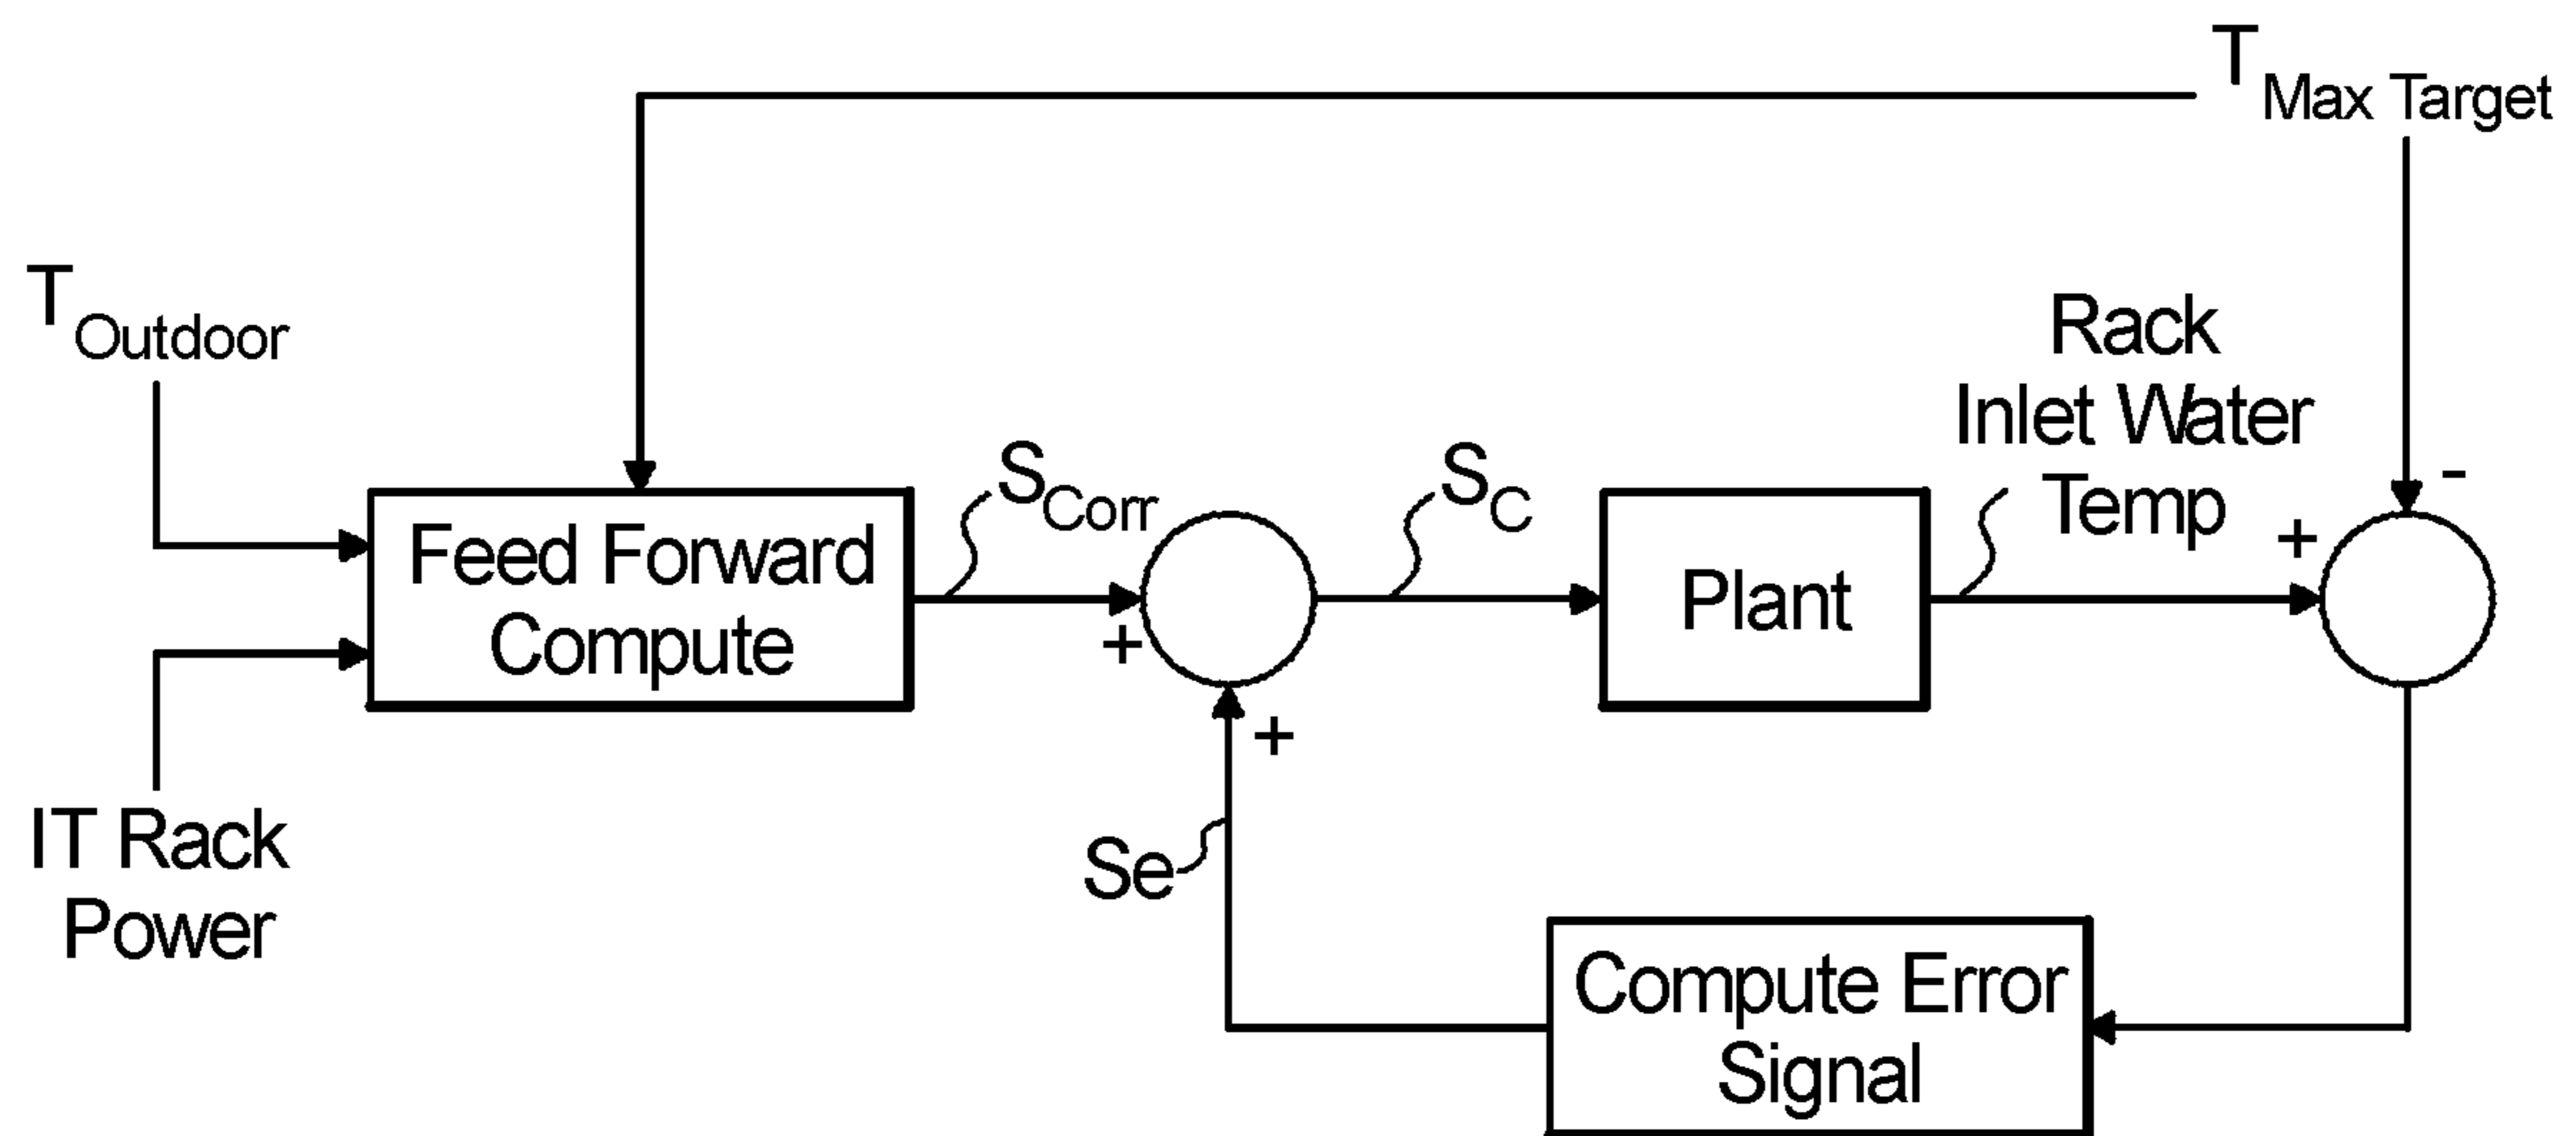 T Max Target
T Outdoor
Rack
Inlet Water
Temp
-
+
S Corr
S C
Feed Forward
Compute
+
Plant
+
IT Rack
Power
Se
Compute Error
Signal